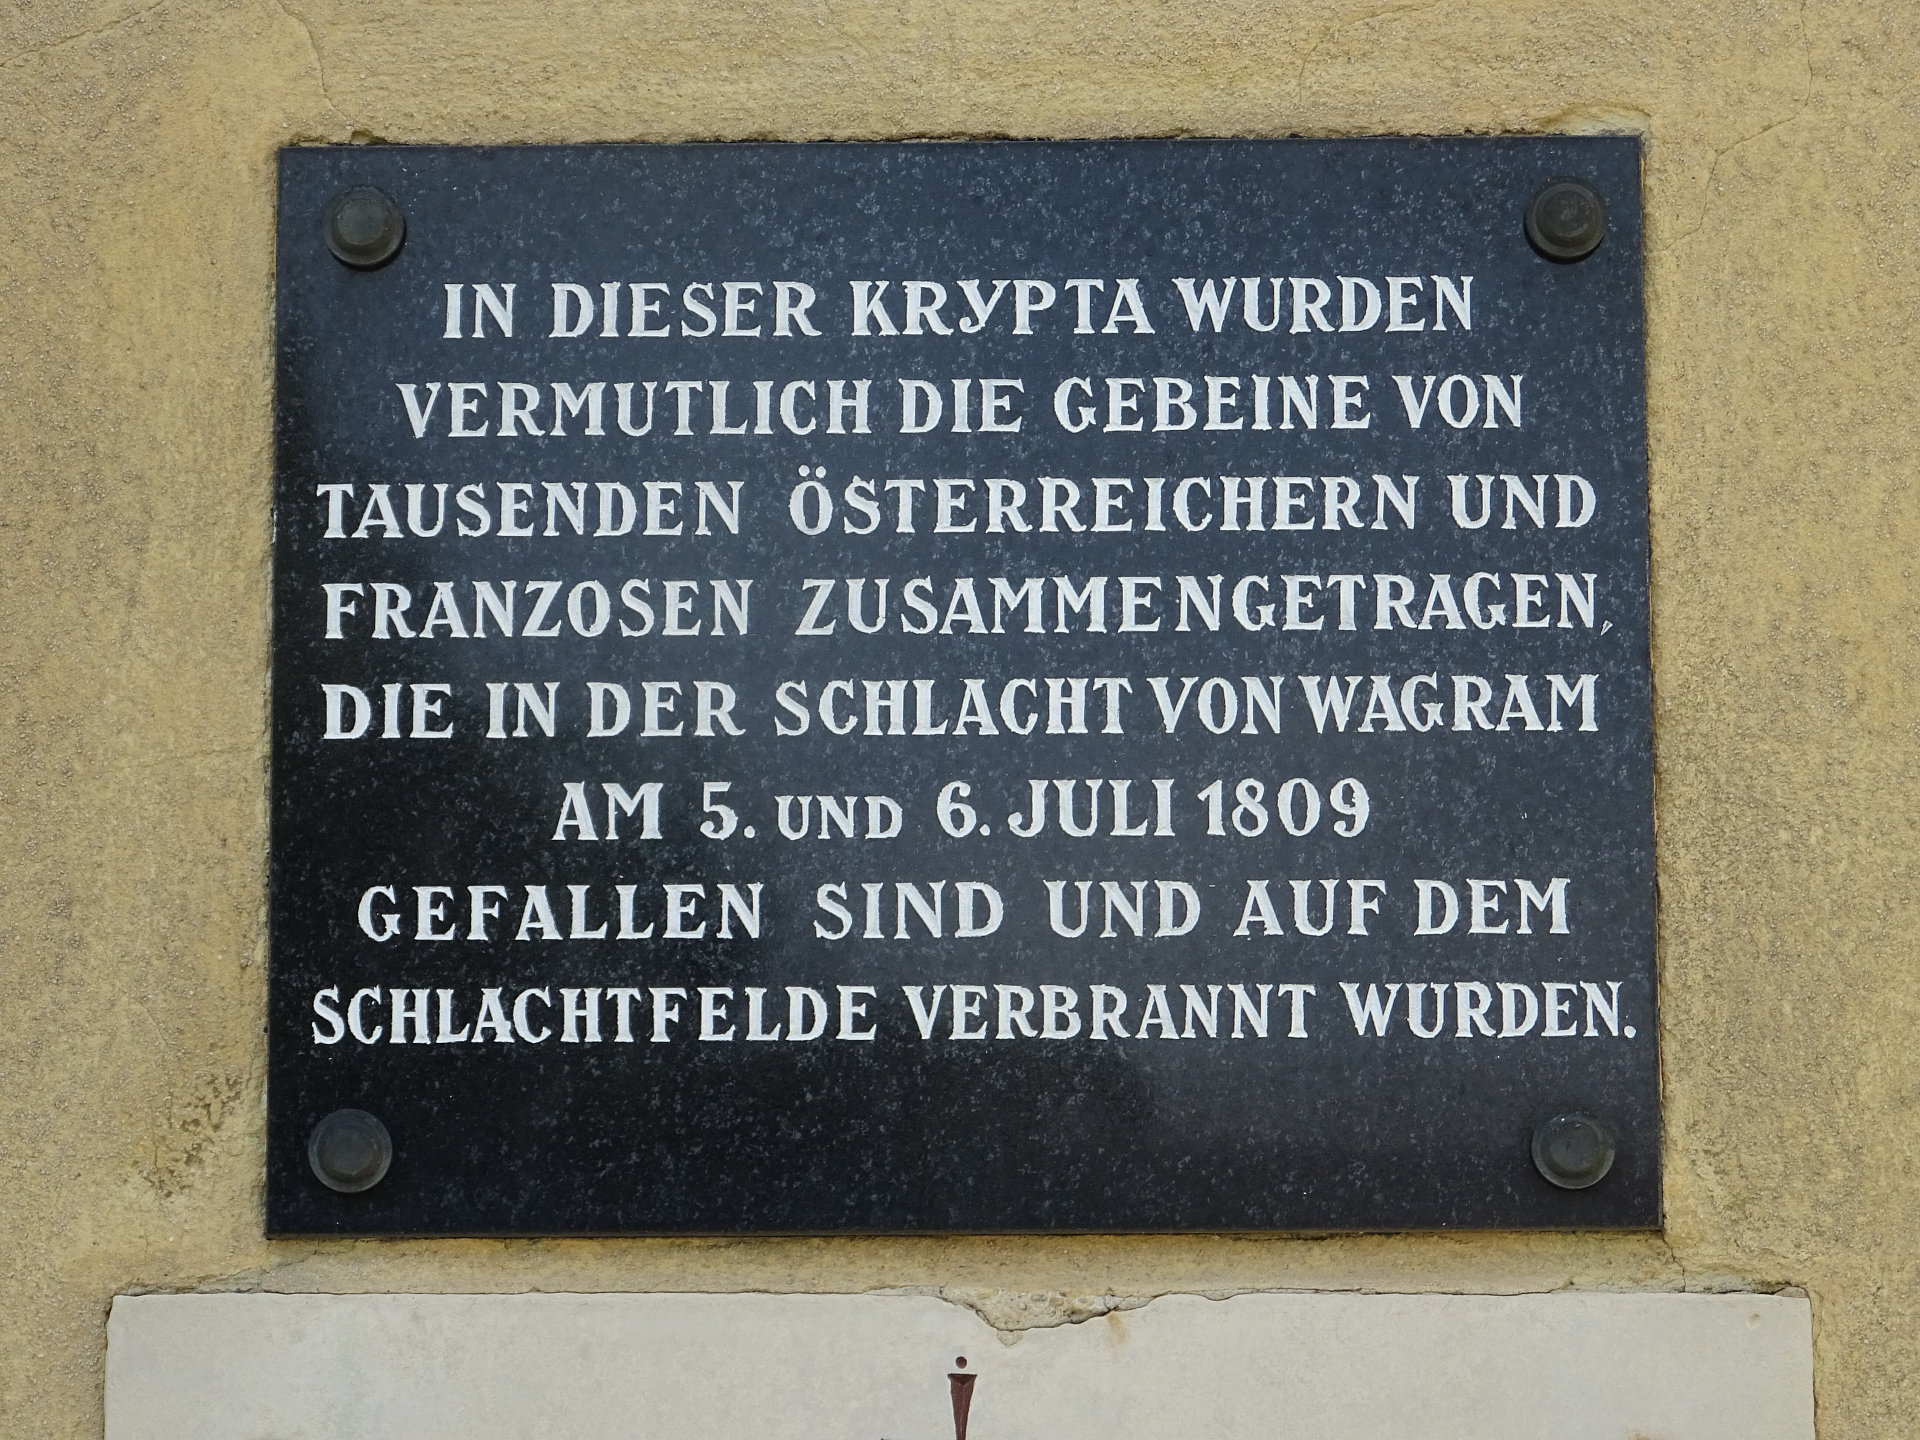 IN DIESER KRYPTA WURDEN
VERMUTLICH DIE GEBEINE VON
TAUSENDEN ÖSTERREICHERN UND
FRANZOSEN ZUSAMMENGETRAGEN,
DIE IN DER SCHLACHT VON WAGRAM
AM 5. UND 6. JULI 1809
GEFALLEN SIND UND AUF DEM
SCHLACHTFELDE VERBRANNT WURDEN.